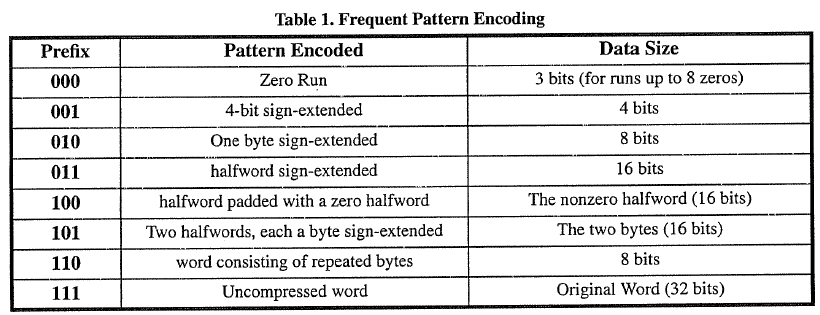 Table 1. Frequent Pattern Encoding
Prefix Pattern Encoded Data Size
000 Zero Run 3 bits (for runs up to 8 zeros)
001 4-bit sign-extended 4 bits
010 One byte sign-extended 8 bits
011 halfword sign-extended 16 bits
100 halfword padded with a zero halfword The nonzero halfword (16 bits)
101 Two halfwords, each a byte sign-extended The two bytes (16 bits)
110 word consisting of repeated bytes 8 bits
111 Uncompressed word Original Word (32 bits)